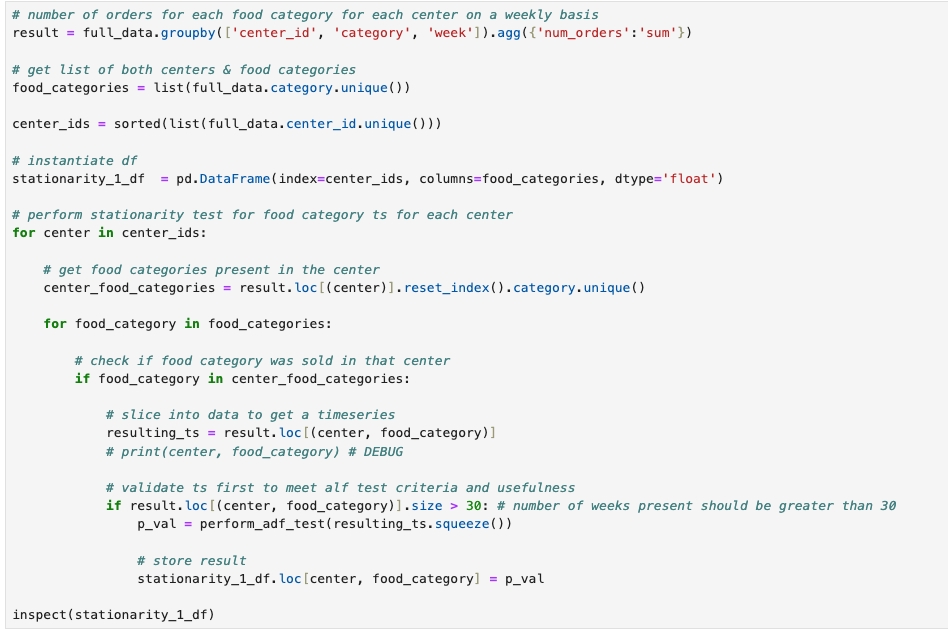 # number of orders for each food category for each center on a weekly basis
result = full_data.groupby(['center_id', 'category', 'week']).agg({'num_orders':'sum'})
# get list of both centers & food categories
food_categories = list(full_data.category.unique())
center_ids = sorted(list(full_data.center_id.unique()))
# instantiate df
stationarity_1_df  = pd.DataFrame(index=center_ids, columns=food_categories, dtype='float')
# perform stationarity test for food category ts for each center
for center in center_ids:
    # get food categories present in the center
    center_food_categories = result.loc[(center)].reset_index().category.unique()
    for food_category in food_categories:
        # check if food category was sold in that center
        if food_category in center_food_categories:
            # slice into data to get a timeseries
            resulting_ts = result.loc[(center, food_category)]
            # print(center, food_category) # DEBUG
            # validate ts first to meet alf test criteria and usefulness
            if result.loc[(center, food_category)].size > 30: # number of weeks present should be greater than 30
                p_val = perform_adf_test(resulting_ts.squeeze())
                # store result
                stationarity_1_df.loc[center, food_category] = p_val
inspect(stationarity_1_df)